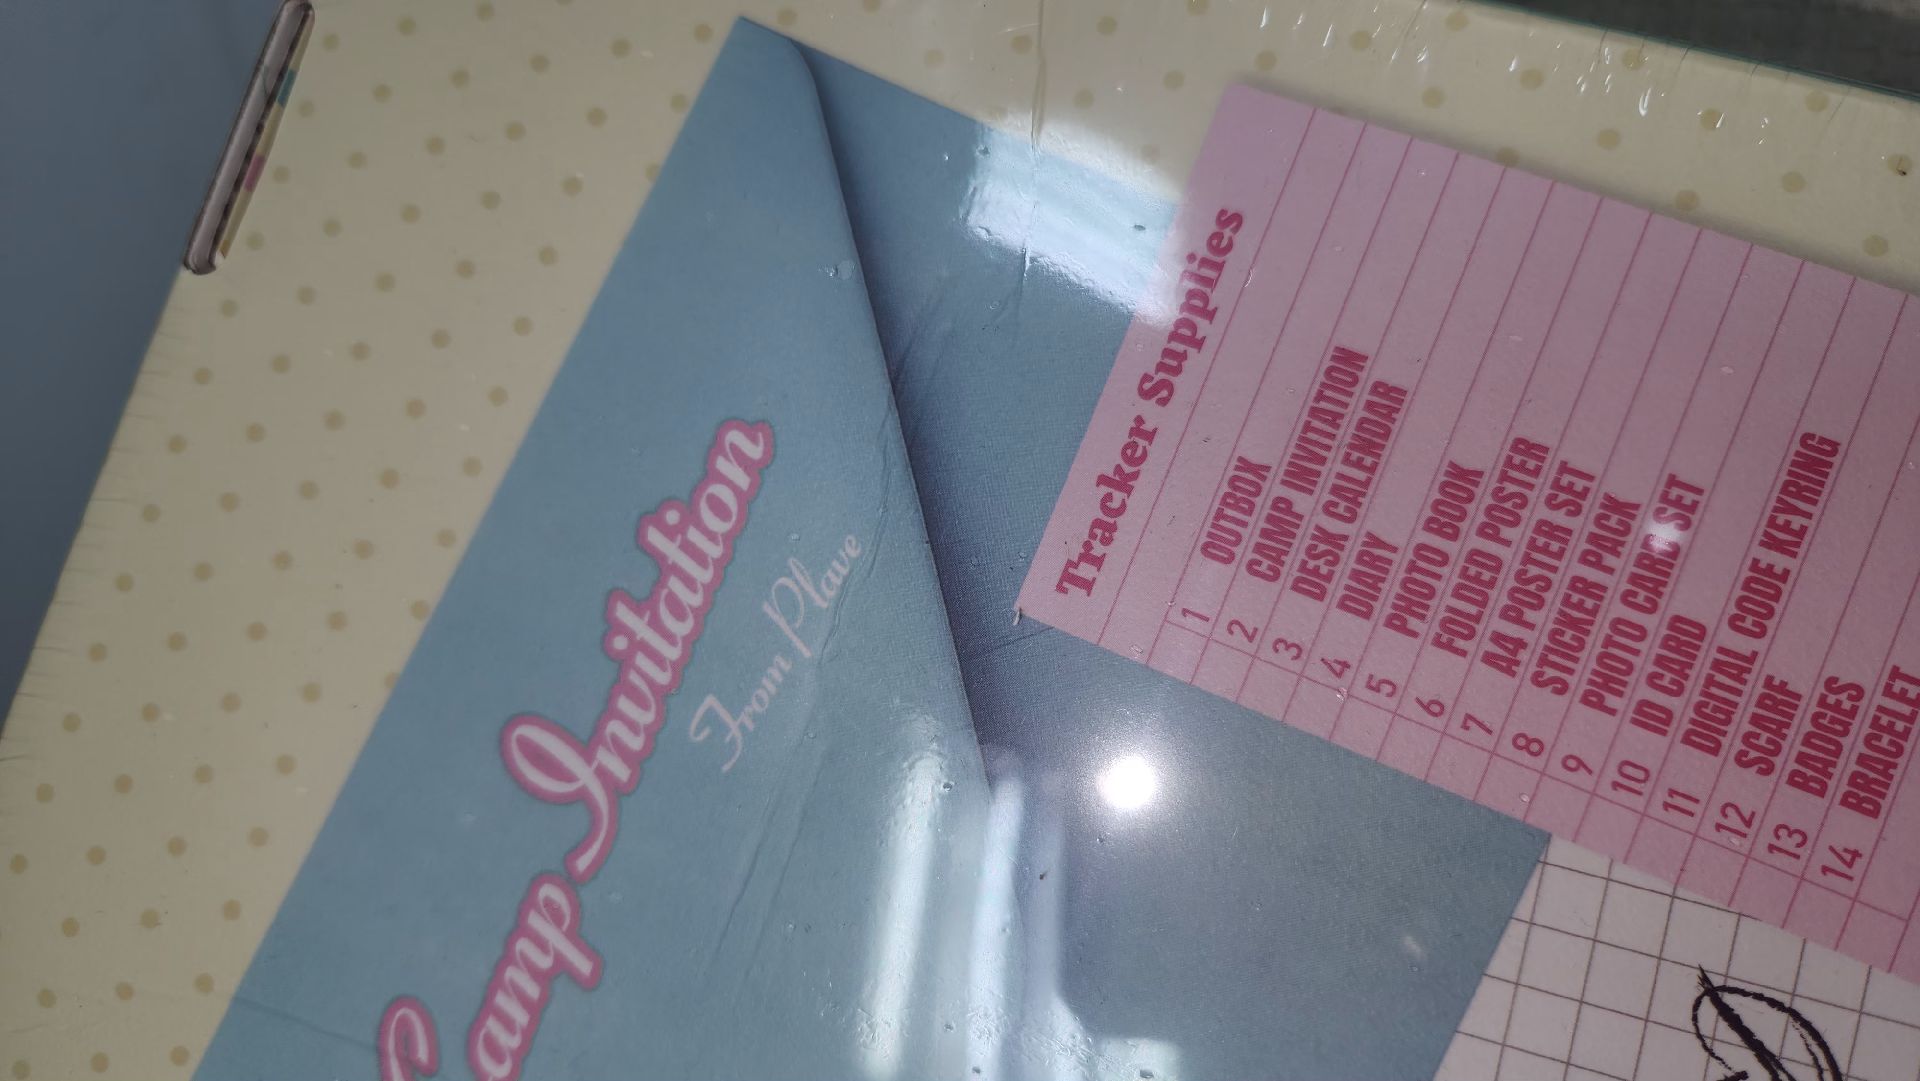 Camp Invitation
From Plave
Tracker Supplies
1 OUTBOX
2 CAMP INVITATION
3 DESK CALENDAR
4 DIARY
5 PHOTO BOOK
6 FOLDED POSTER
7 A4 POSTER SET
8 STICKER PACK
9 PHOTO CARD SET
10 ID CARD
11 DIGITAL CODE KEYRING
12 SCARF
13 BADGES
14 BRACELET